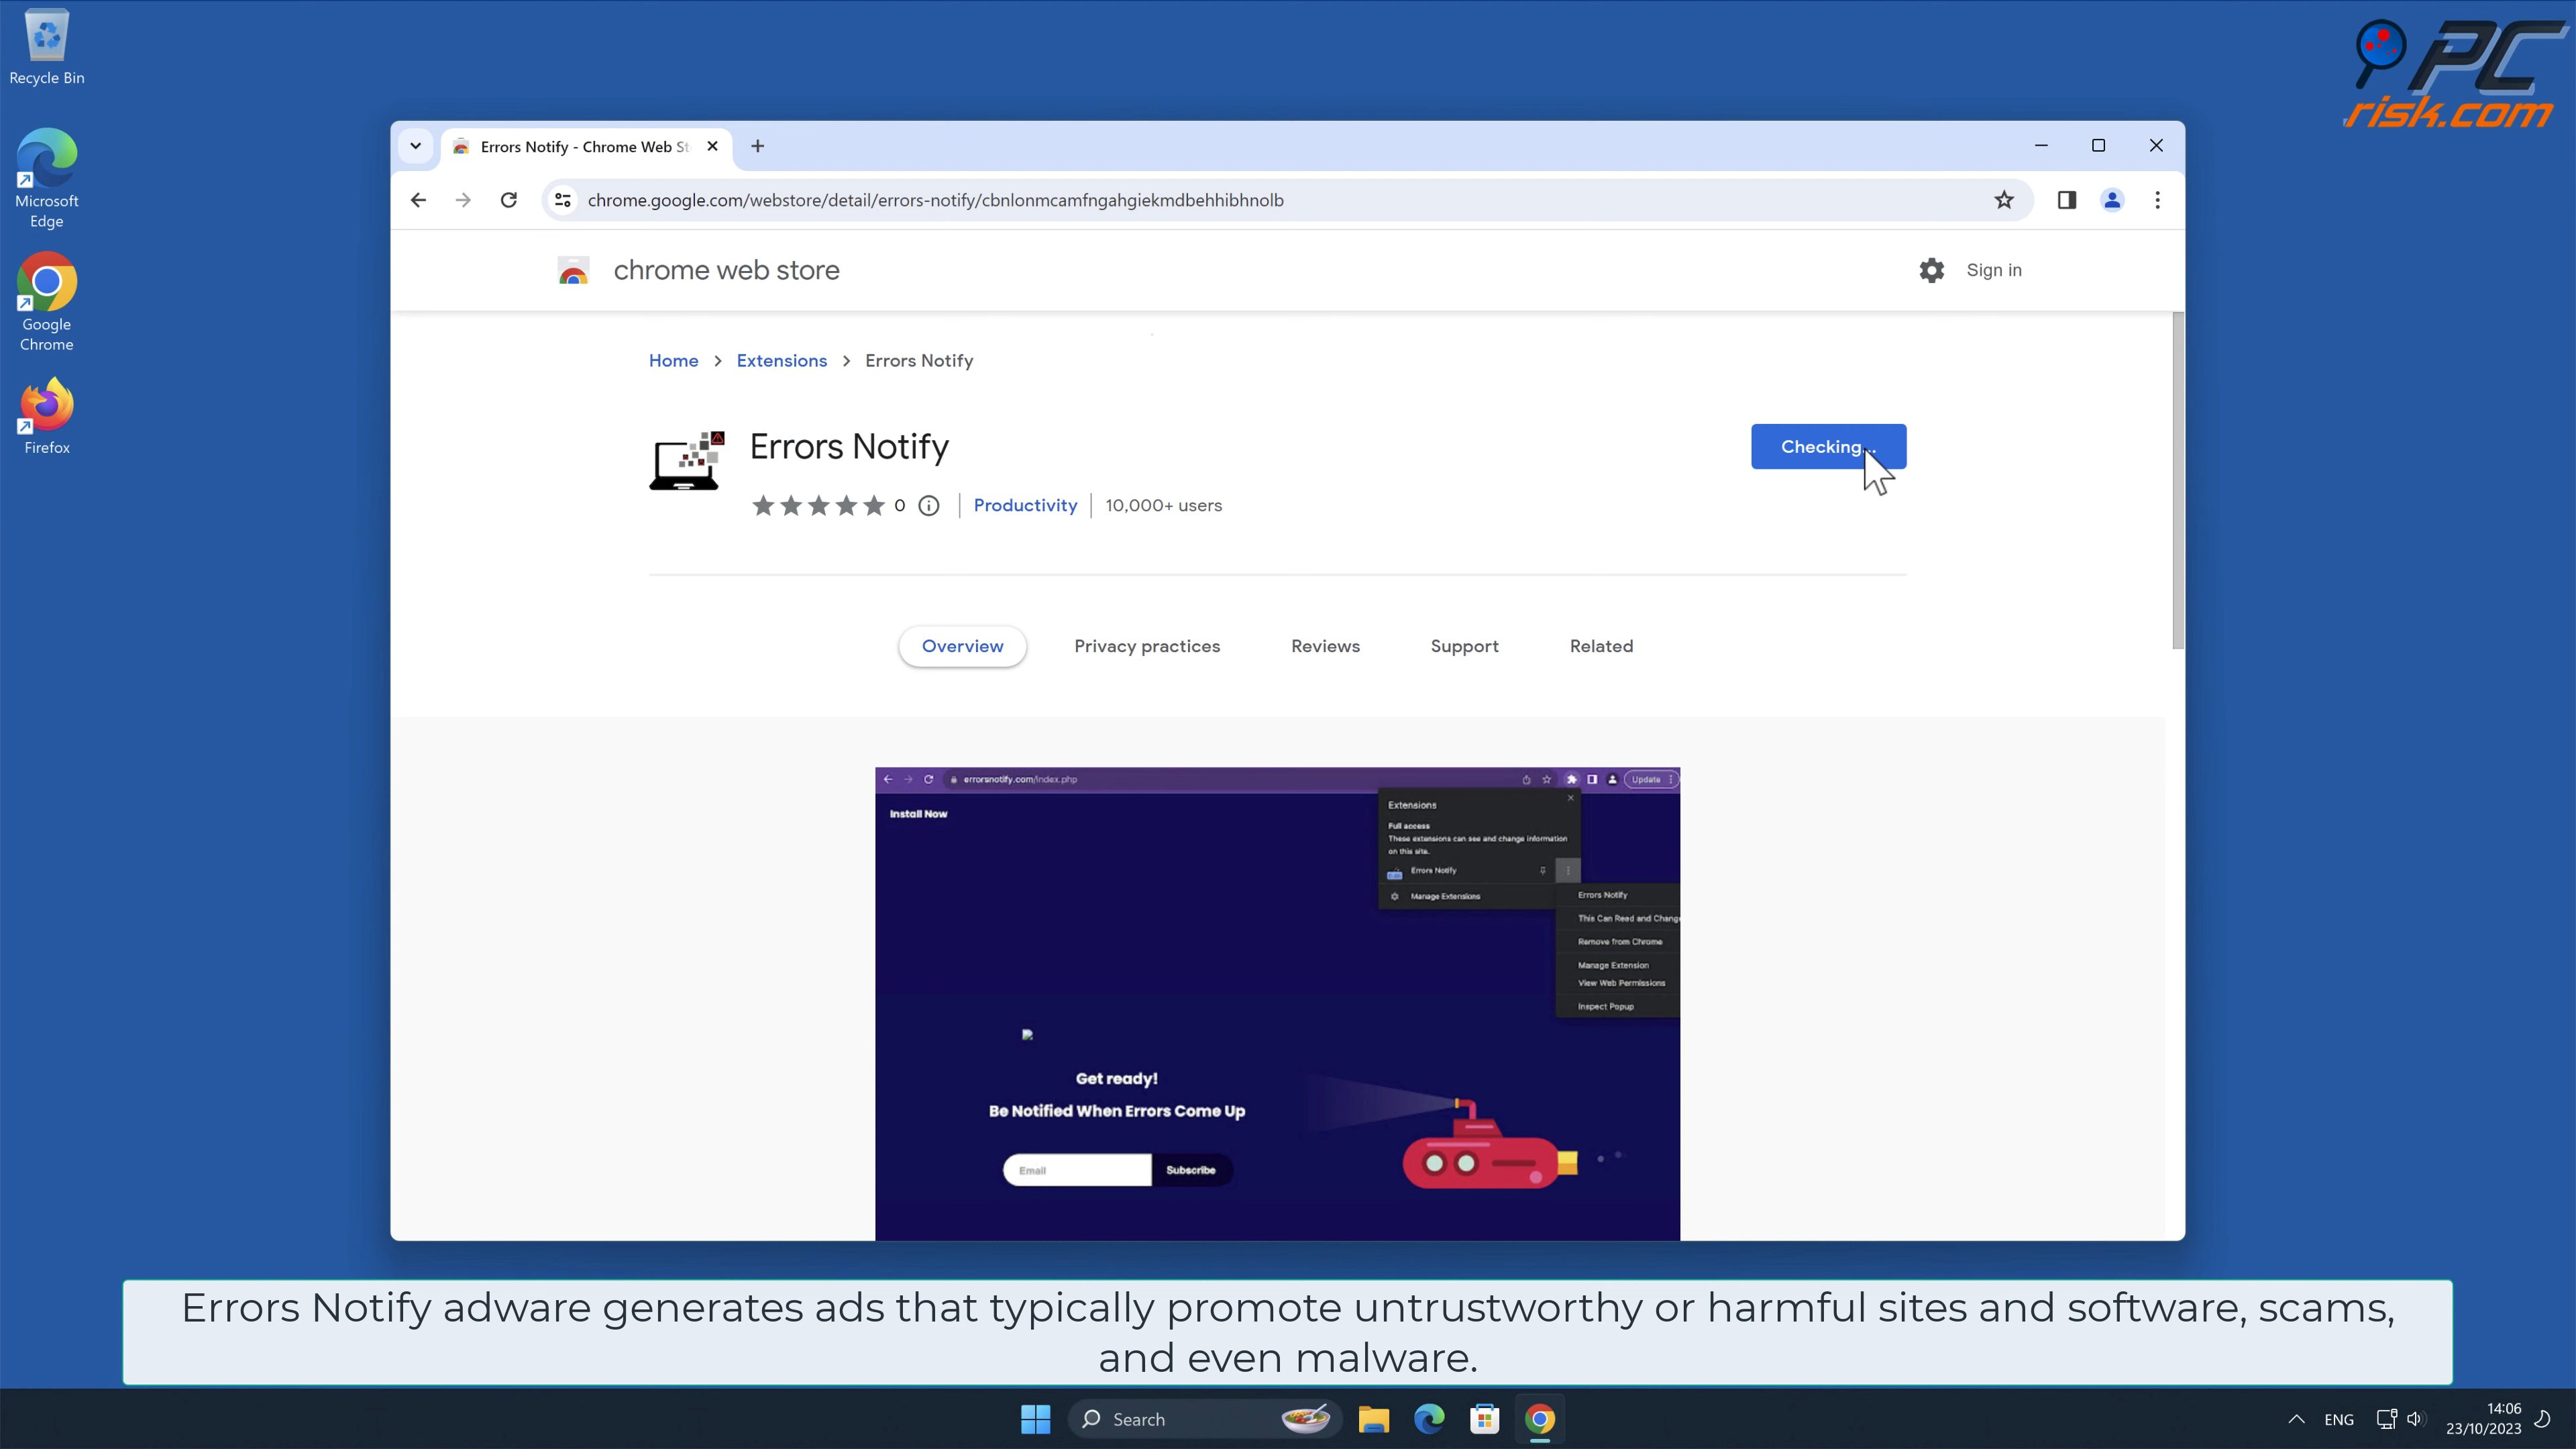 Recycle Bin
Microsoft
Edge
Google
Chrome
Firefox
PC
risk.com
Errors Notify - Chrome Web St
chrome.google.com/webstore/detail/errors-notify/cbnlonmcamfngahgiekmdbehhibhnolb
chrome web store
Sign in
Home > Extensions > Errors Notify
Errors Notify
Checking...
0 Productivity 10,000+ users
Overview Privacy practices Reviews Support Related
errorsnotify.com/index.php
Update
Install Now
Extensions
Full access
These extensions can see and change information
on this site.
Errors Notify
Manage Extensions
Errors Notify
This Can Read and Change
Remove from Chrome
Manage Extension
View Web Permissions
Inspect Popup
Get ready!
Be Notified When Errors Come Up
Email Subscribe
Errors Notify adware generates ads that typically promote untrustworthy or harmful sites and software, scams,
and even malware.
Search
ENG
14:06
23/10/2023